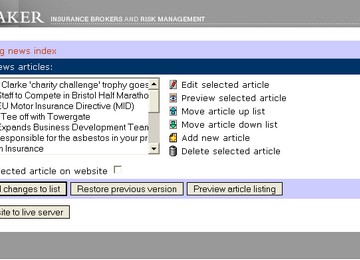 AKER INSURANCE BROKERS AND RISK MANAGEMENT
g news index
ews articles:
Clarke 'charity challenge' trophy goes
Staff to Compete in Bristol Half Maratho
EU Motor Insurance Directive (MID)
Tee off with Towergate
Expands Business Development Team
esponsible for the asbestos in your pr
n Insurance
Edit selected article
Preview selected article
Move article up list
Move article down list
Add new article
Delete selected article
ected article on website
d changes to list Restore previous version Preview article listing
site to live server